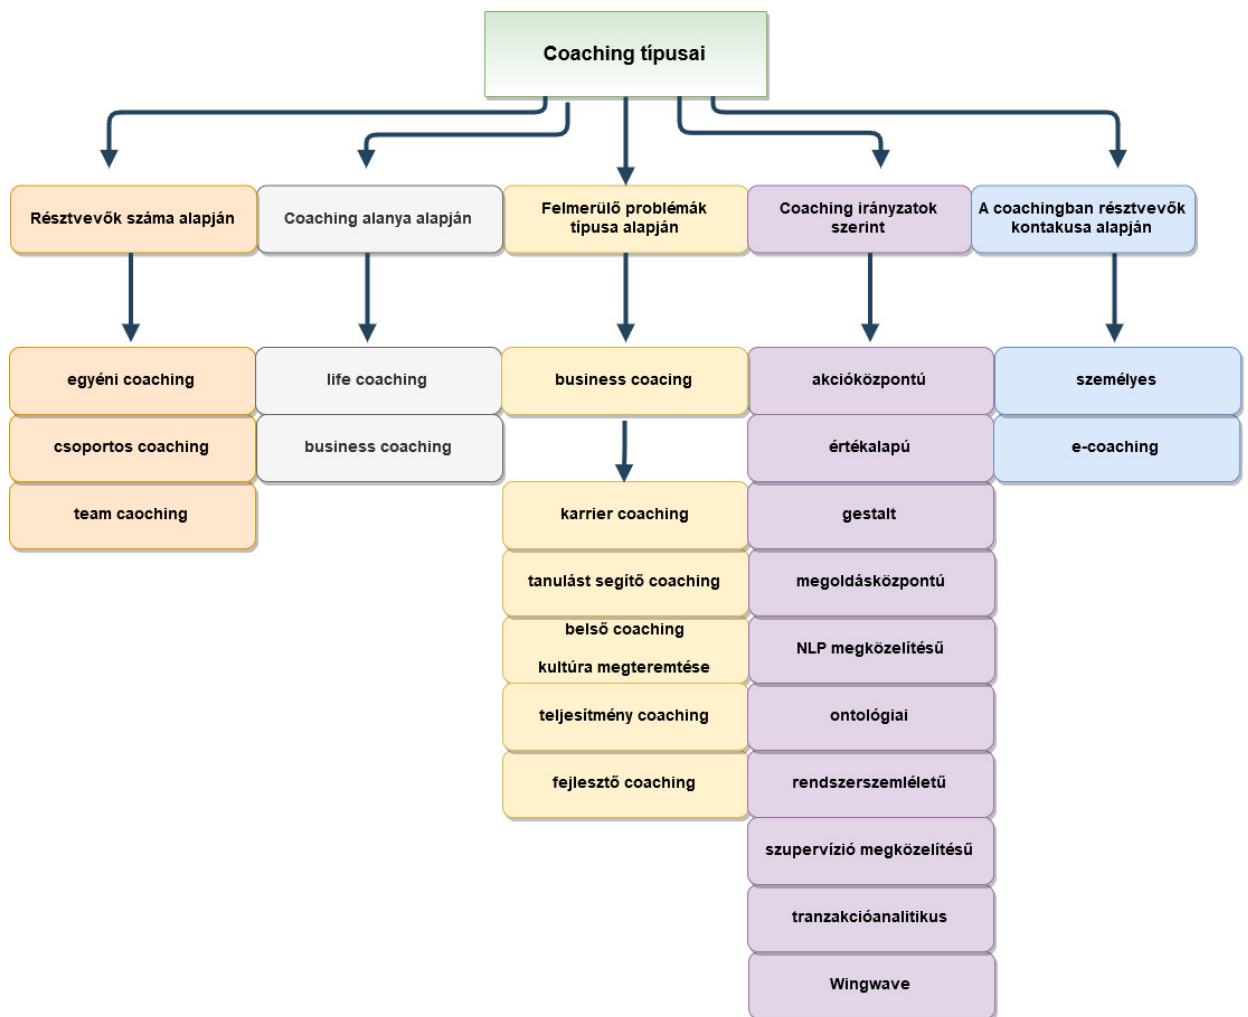 Coaching típusai
Résztvevők száma alapján
Coaching alanya alapján
Felmerülő problémák
típusa alapján
Coaching irányzatok
szerint
A coachingban résztvevők
kontakusa alapján
egyéni coaching
csoportos coaching
team caoching
life coaching
business coaching
business coacing
karrier coaching
tanulást segítő coaching
belső coaching
kultúra megteremtése
teljesítmény coaching
fejlesztő coaching
akcióközpontú
értékalapú
gestalt
megoldásközpontú
NLP megközelítésű
ontológiai
rendszerszemléletű
szupervízió megközelítésű
tranzakcióanalitikus
Wingwave
személyes
e-coaching